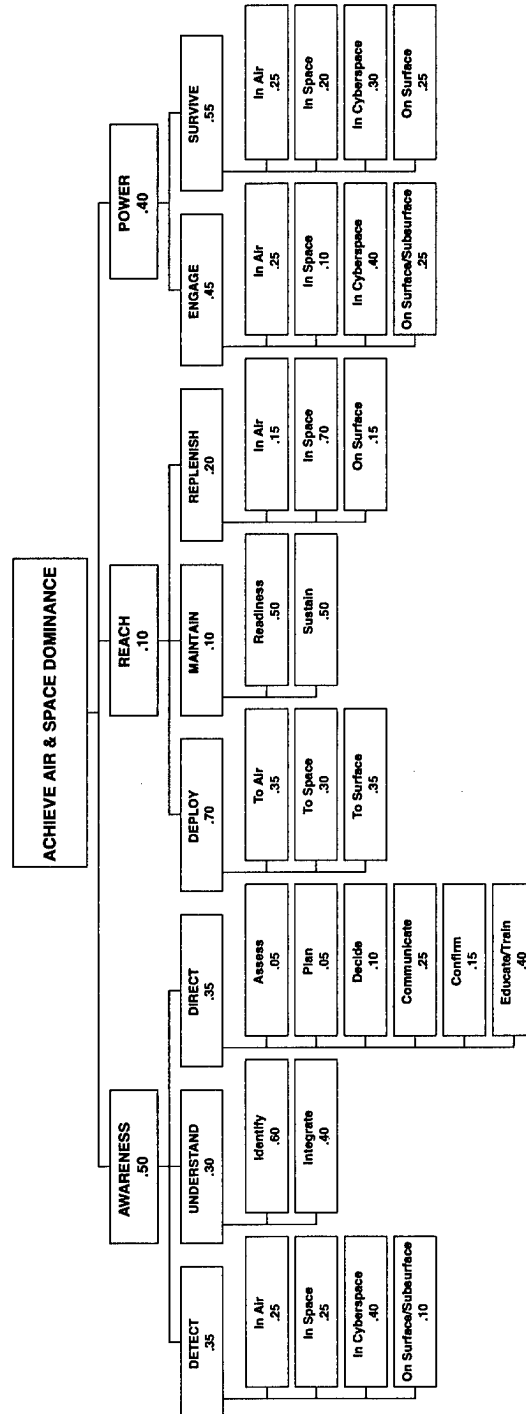 ACHIEVE AIR & SPACE DOMINANCE
AWARENESS
.50
REACH
.10
POWER
.40
DETECT
.35
UNDERSTAND
.30
DIRECT
.35
DEPLOY
.70
MAINTAIN
.10
REPLENISH
.20
ENGAGE
.45
SURVIVE
.55
In Air
.25
In Space
.25
In Cyberspace
.40
On Surface/Subsurface
.10
Identify
.60
Integrate
.40
Assess
.05
Plan
.05
Decide
.10
Communicate
.25
Confirm
.15
Educate/Train
.40
To Air
.35
To Space
.30
To Surface
.35
Readiness
.50
Sustain
.50
In Air
.15
In Space
.70
On Surface
.15
In Air
.25
In Space
.10
In Cyberspace
.40
On Surface/Subsurface
.25
In Air
.25
In Space
.20
In Cyberspace
.30
On Surface
.25